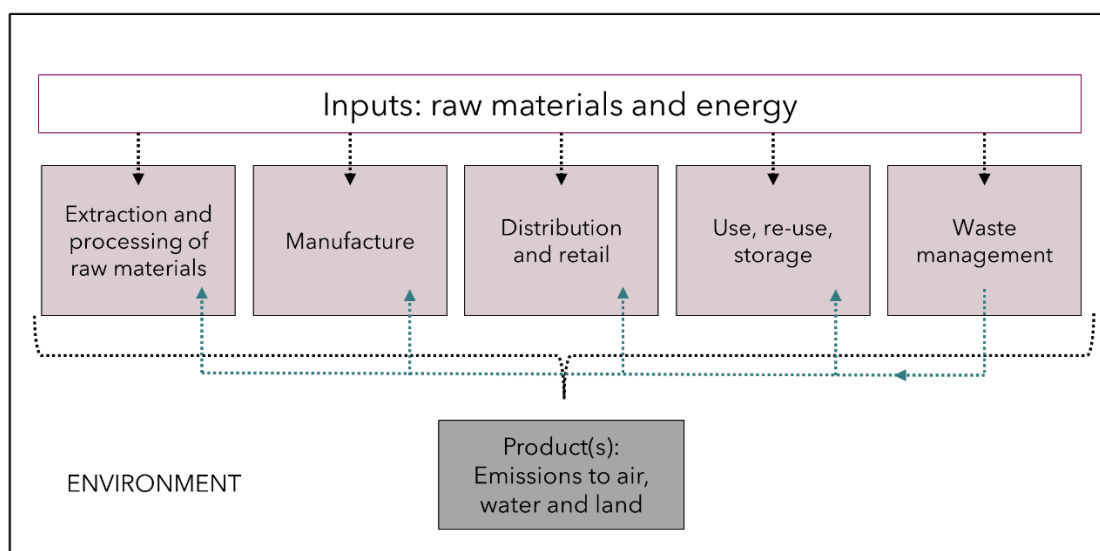 Inputs: raw materials and energy
Extraction and
processing of
raw materials
Manufacture
Distribution
and retail
Use, re-use,
storage
Waste
management
Product(s):
Emissions to air,
water and land
ENVIRONMENT